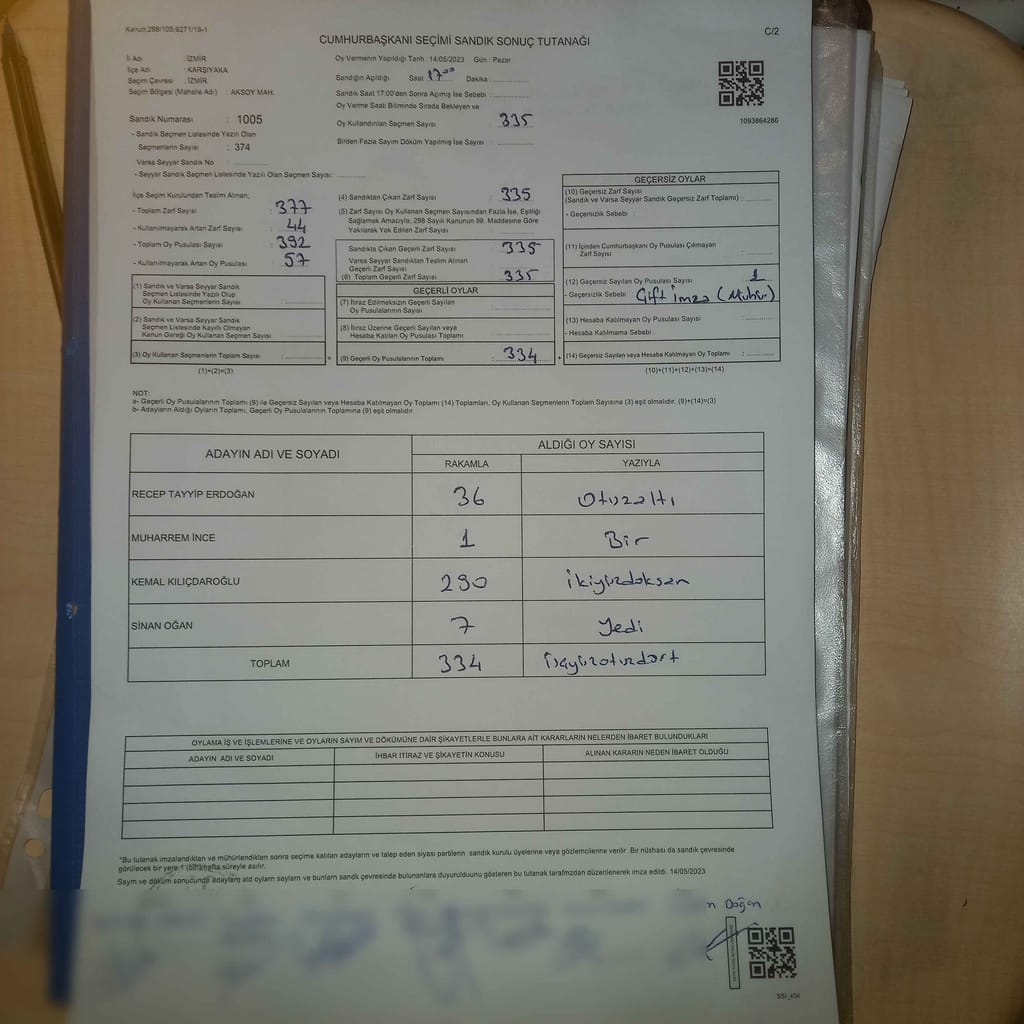 Kanun,298/105,6271/18-1
C/2
CUMHURBAŞKANI SEÇİMİ SANDIK SONUÇ TUTANAĞI
İl Adı : İZMİR
İlçe Adı : KARŞIYAKA
Seçim Çevresi : İZMİR
Seçim Bölgesi (Mahalle Adı) : AKSOY MAH.
Oy Vermenin Yapıldığı Tarih : 14/05/2023 Gün : Pazar
Sandığın Açıldığı Saat 17⁰⁰ Dakika :
Sandık Saat 17:00'den Sonra Açılmış İse Sebebi :
Oy Verme Saati Bitiminde Sırada Bekleyen ve
Oy Kullandırılan Seçmen Sayısı : 335
Birden Fazla Sayım Döküm Yapılmış İse Sayısı :
1093864286
Sandık Numarası : 1005
- Sandık Seçmen Listesinde Yazılı Olan
Seçmenlerin Sayısı : 374
Varsa Seyyar Sandık No :
- Seyyar Sandık Seçmen Listesinde Yazılı Olan Seçmen Sayısı:
İlçe Seçim Kurulundan Teslim Alınan:
- Toplam Zarf Sayısı : 377
- Kullanılmayarak Artan Zarf Sayısı : 44
- Toplam Oy Pusulası Sayısı : 392
- Kullanılmayarak Artan Oy Pusulası : 57
(1) Sandık ve Varsa Seyyar Sandık
Seçmen Listesinde Yazılı Olup
Oy Kullanan Seçmenlerin Sayısı :
(2) Sandık ve Varsa Seyyar Sandık
Seçmen Listesinde Kayıtlı Olmayan
Kanun Gereği Oy Kullanan Seçmen Sayısı :
(3) Oy Kullanan Seçmenlerin Toplam Sayısı : =
(1)+(2)=(3)
(4) Sandıktan Çıkan Zarf Sayısı : 335
(5) Zarf Sayısı Oy Kullanan Seçmen Sayısından Fazla İse, Eşitliği
Sağlamak Amacıyla; 298 Sayılı Kanunun 98. Maddesine Göre
Yakılarak Yok Edilen Zarf Sayısı :
Sandıkta Çıkan Geçerli Zarf Sayısı : 335
Varsa Seyyar Sandıktan Teslim Alınan
Geçerli Zarf Sayısı :
(6) Toplam Geçerli Zarf Sayısı : 335
GEÇERLİ OYLAR
(7) İtiraz Edilmeksizin Geçerli Sayılan
Oy Pusulalarının Sayısı :
(8) İtiraz Üzerine Geçerli Sayılan veya
Hesaba Katılan Oy Pusulası Toplamı :
(9) Geçerli Oy Pusulalarının Toplamı : 334 +
GEÇERSİZ OYLAR
(10) Geçersiz Zarf Sayısı
(Sandık ve Varsa Seyyar Sandık Geçersiz Zarf Toplamı) :
- Geçersizlik Sebebi :
(11) İçinden Cumhurbaşkanı Oy Pusulası Çıkmayan
Zarf Sayısı :
(12) Geçersiz Sayılan Oy Pusulası Sayısı : 1
- Geçersizlik Sebebi : Çift İmza (Mühür)
(13) Hesaba Katılmayan Oy Pusulası Sayısı :
- Hesaba Katılmama Sebebi :
(14) Geçersiz Sayılan veya Hesaba Katılmayan Oy Toplamı :
(10)+(11)+(12)+(13)=(14)
NOT:
a- Geçerli Oy Pusulalarının Toplamı (9) ile Geçersiz Sayılan veya Hesaba Katılmayan Oy Toplamı (14) Toplamları, Oy Kullanan Seçmenlerin Toplam Sayısına (3) eşit olmalıdır. (9)+(14)=(3)
b- Adayların Aldığı Oyların Toplamı, Geçerli Oy Pusulalarının Toplamına (9) eşit olmalıdır.
ADAYIN ADI VE SOYADI ALDIĞI OY SAYISI
RAKAMLA YAZIYLA
RECEP TAYYİP ERDOĞAN 36 Otuzaltı
MUHARREM İNCE 1 Bir
KEMAL KILIÇDAROĞLU 290 ikiyüzdoksan
SİNAN OĞAN 7 Yedi
TOPLAM 334 Üçyüzotuzdört
OYLAMA İŞ VE İŞLEMLERİNE VE OYLARIN SAYIM VE DÖKÜMÜNE DAİR ŞİKAYETLERLE BUNLARA AİT KARARLARIN NELERDEN İBARET BULUNDUKLARI
ADAYIN ADI VE SOYADI İHBAR İTİRAZ VE ŞİKAYETİN KONUSU ALINAN KARARIN NEDEN İBARET OLDUĞU
*Bu tutanak imzalandıktan ve mühürlendikten sonra seçime katılan adayların ve talep eden siyasi partilerin sandık kurulu üyelerine veya gözlemcilerine verilir. Bir nüshası da sandık çevresinde
görülecek bir yere 1 (bir) hafta süreyle asılır.
Sayım ve döküm sonucunda adayların aldığı oyların sayılarını ve bunların sandık çevresinde bulunanlara duyurulduğunu gösteren bu tutanak tarafımızdan düzenlenerek imza edildi. 14/05/2023
n Doğan
SSI_404